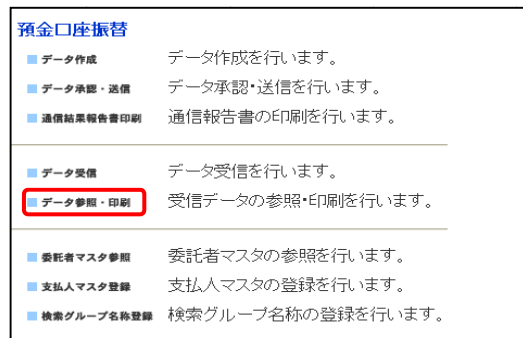 預金口座振替
データ作成 データ作成を行います。
データ承認・送信 データ承認・送信を行います。
通信結果報告書印刷 通信報告書の印刷を行います。
データ受信 データ受信を行います。
データ参照・印刷 受信データの参照・印刷を行います。
委託者マスタ参照 委託者マスタの参照を行います。
支払人マスタ登録 支払人マスタの登録を行います。
検索グループ名称登録 検索グループ名称の登録を行います。